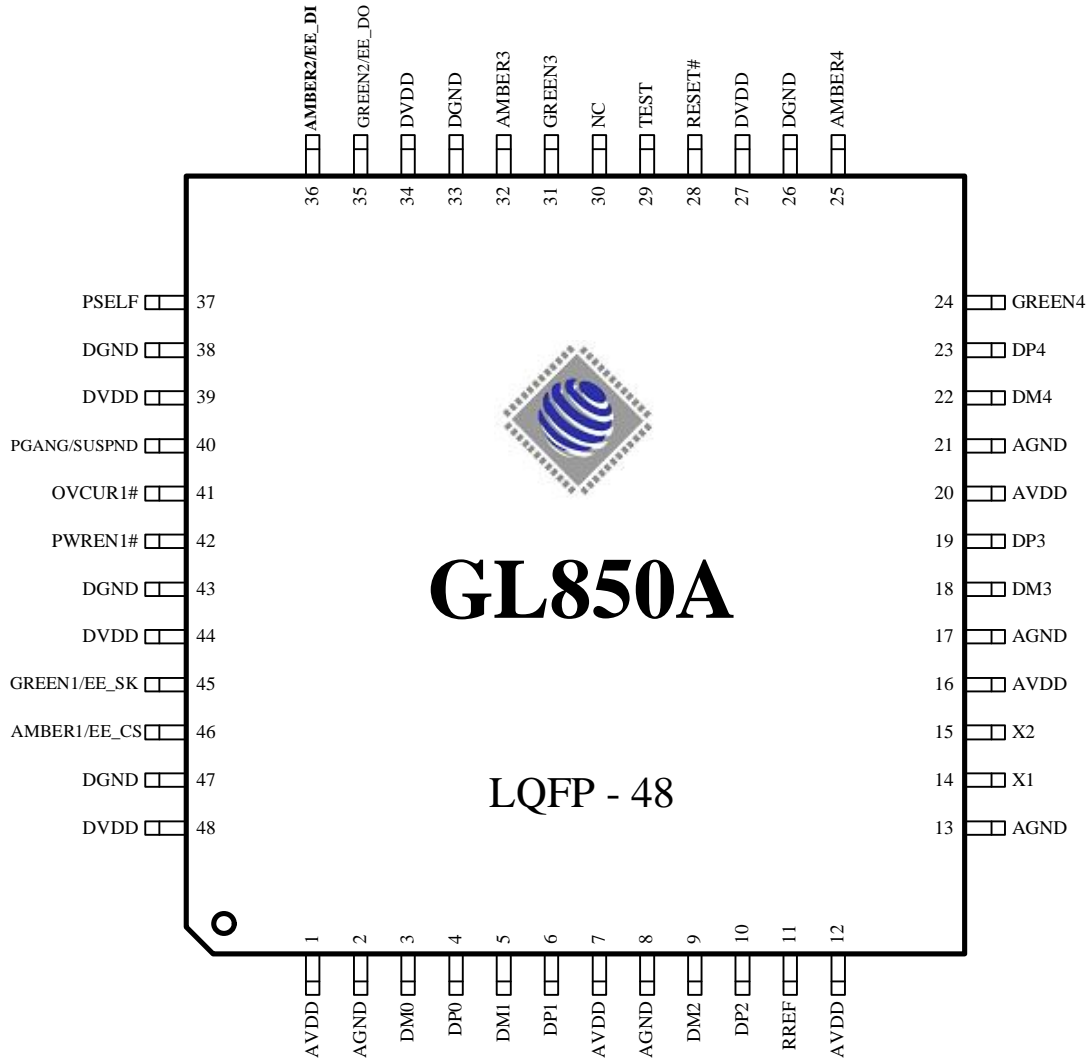 AMBER2/EE_DI
GREEN2/EE_DO
DVDD
DGND
AMBER3
GREEN3
NC
TEST
RESET#
DVDD
DGND
AMBER4
36
35
34
33
32
31
30
29
28
27
26
25
PSELF 37
DGND 38
DVDD 39
PGANG/SUSPND 40
OVCUR1# 41
PWREN1# 42
DGND 43
DVDD 44
GREEN1/EE_SK 45
AMBER1/EE_CS 46
DGND 47
DVDD 48
GL850A
LQFP - 48
24 GREEN4
23 DP4
22 DM4
21 AGND
20 AVDD
19 DP3
18 DM3
17 AGND
16 AVDD
15 X2
14 X1
13 AGND
1
2
3
4
5
6
7
8
9
10
11
12
AVDD
AGND
DM0
DP0
DM1
DP1
AVDD
AGND
DM2
DP2
RREF
AVDD